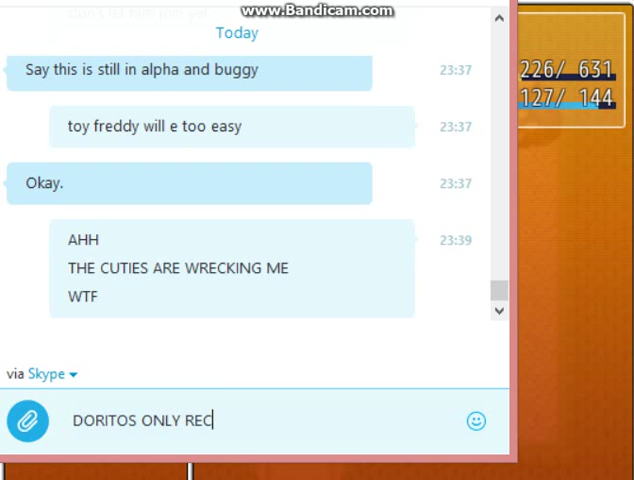 www.Bandicam.com
Today
Say this is still in alpha and buggy 23:37
toy freddy will e too easy 23:37
Okay. 23:37
AHH 23:39
THE CUTIES ARE WRECKING ME
WTF
226/ 631
127/ 144
via Skype
DORITOS ONLY REC